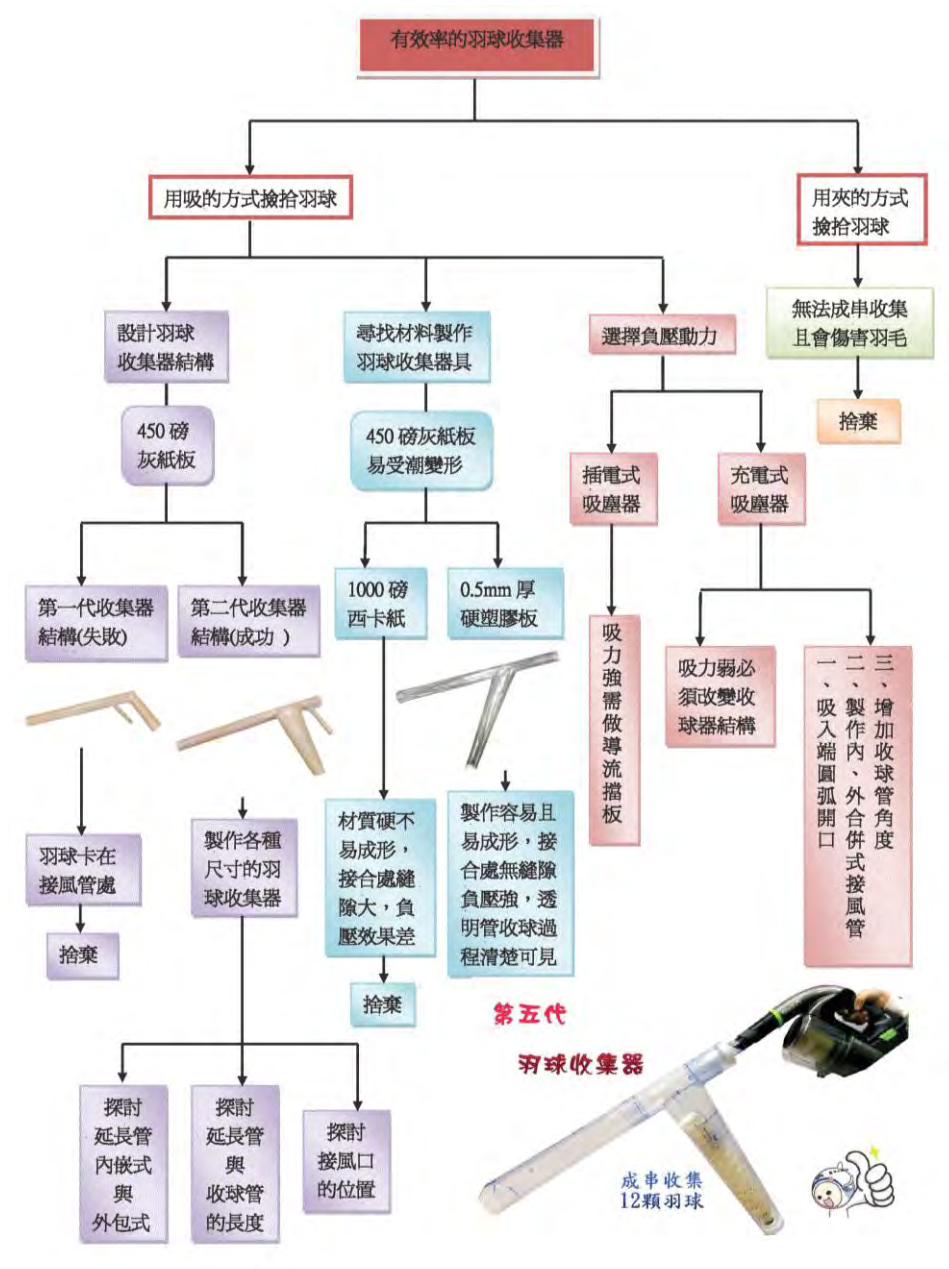 有效率的羽球收集器
用吸的方式撿拾羽球
用夾的方式
撿拾羽球
設計羽球
收集器結構
尋找材料製作
羽球收集器具
選擇負壓動力
無法成串收集
且會傷害羽毛
捨棄
450 磅
灰紙板
450 磅灰紙板
易受潮變形
插電式
吸塵器
充電式
吸塵器
第一代收集器
結構(失敗)
第二代收集器
結構(成功 )
1000 磅
西卡紙
0.5mm 厚
硬塑膠板
吸力強需做導流擋板
吸力弱必
須改變收
球器結構
一、吸入端圓弧開口
二、製作內、外合併式接風管
三、增加收球管角度
羽球卡在
接風管處
捨棄
製作各種
尺寸的羽
球收集器
材質硬不
易成形，
接合處縫
隙大，負
壓效果差
捨棄
製作容易且
易成形，接
合處無縫隙
負壓強，透
明管收球過
程清楚可見
探討
延長管
內嵌式
與
外包式
探討
延長管
與
收球管
的長度
探討
接風口
的位置
第五代
羽球收集器
成串收集
12顆羽球